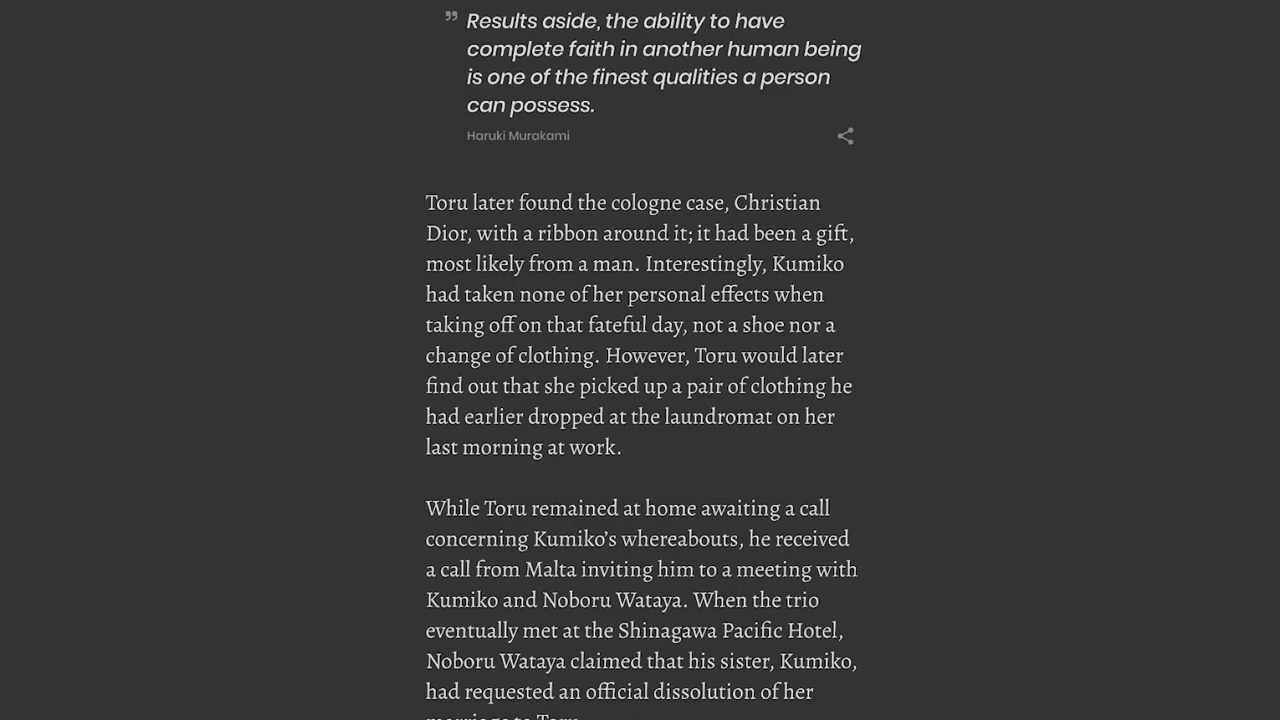 ” Results aside, the ability to have
complete faith in another human being
is one of the finest qualities a person
can possess.
Haruki Murakami
Toru later found the cologne case, Christian
Dior, with a ribbon around it; it had been a gift,
most likely from a man. Interestingly, Kumiko
had taken none of her personal effects when
taking off on that fateful day, not a shoe nor a
change of clothing. However, Toru would later
find out that she picked up a pair of clothing he
had earlier dropped at the laundromat on her
last morning at work.
While Toru remained at home awaiting a call
concerning Kumiko’s whereabouts, he received
a call from Malta inviting him to a meeting with
Kumiko and Noboru Wataya. When the trio
eventually met at the Shinagawa Pacific Hotel,
Noboru Wataya claimed that his sister, Kumiko,
had requested an official dissolution of her
marriage to Toru.